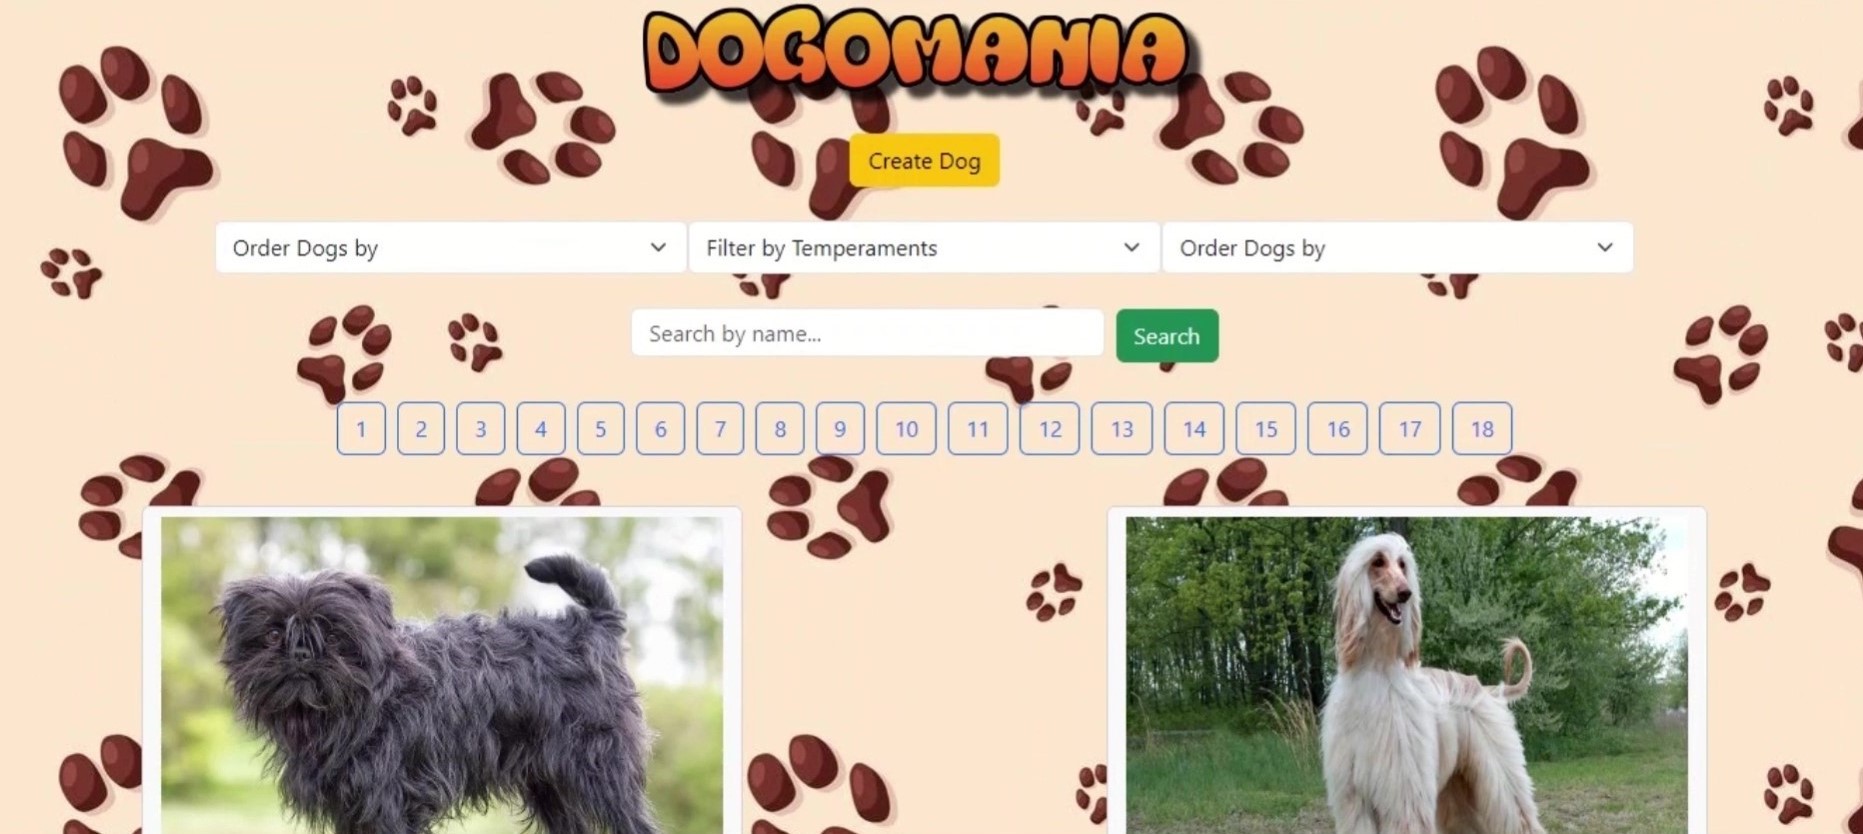 DOGOMANIA
Create Dog
Order Dogs by Filter by Temperaments Order Dogs by
Search by name... Search
1 2 3 4 5 6 7 8 9 10 11 12 13 14 15 16 17 18